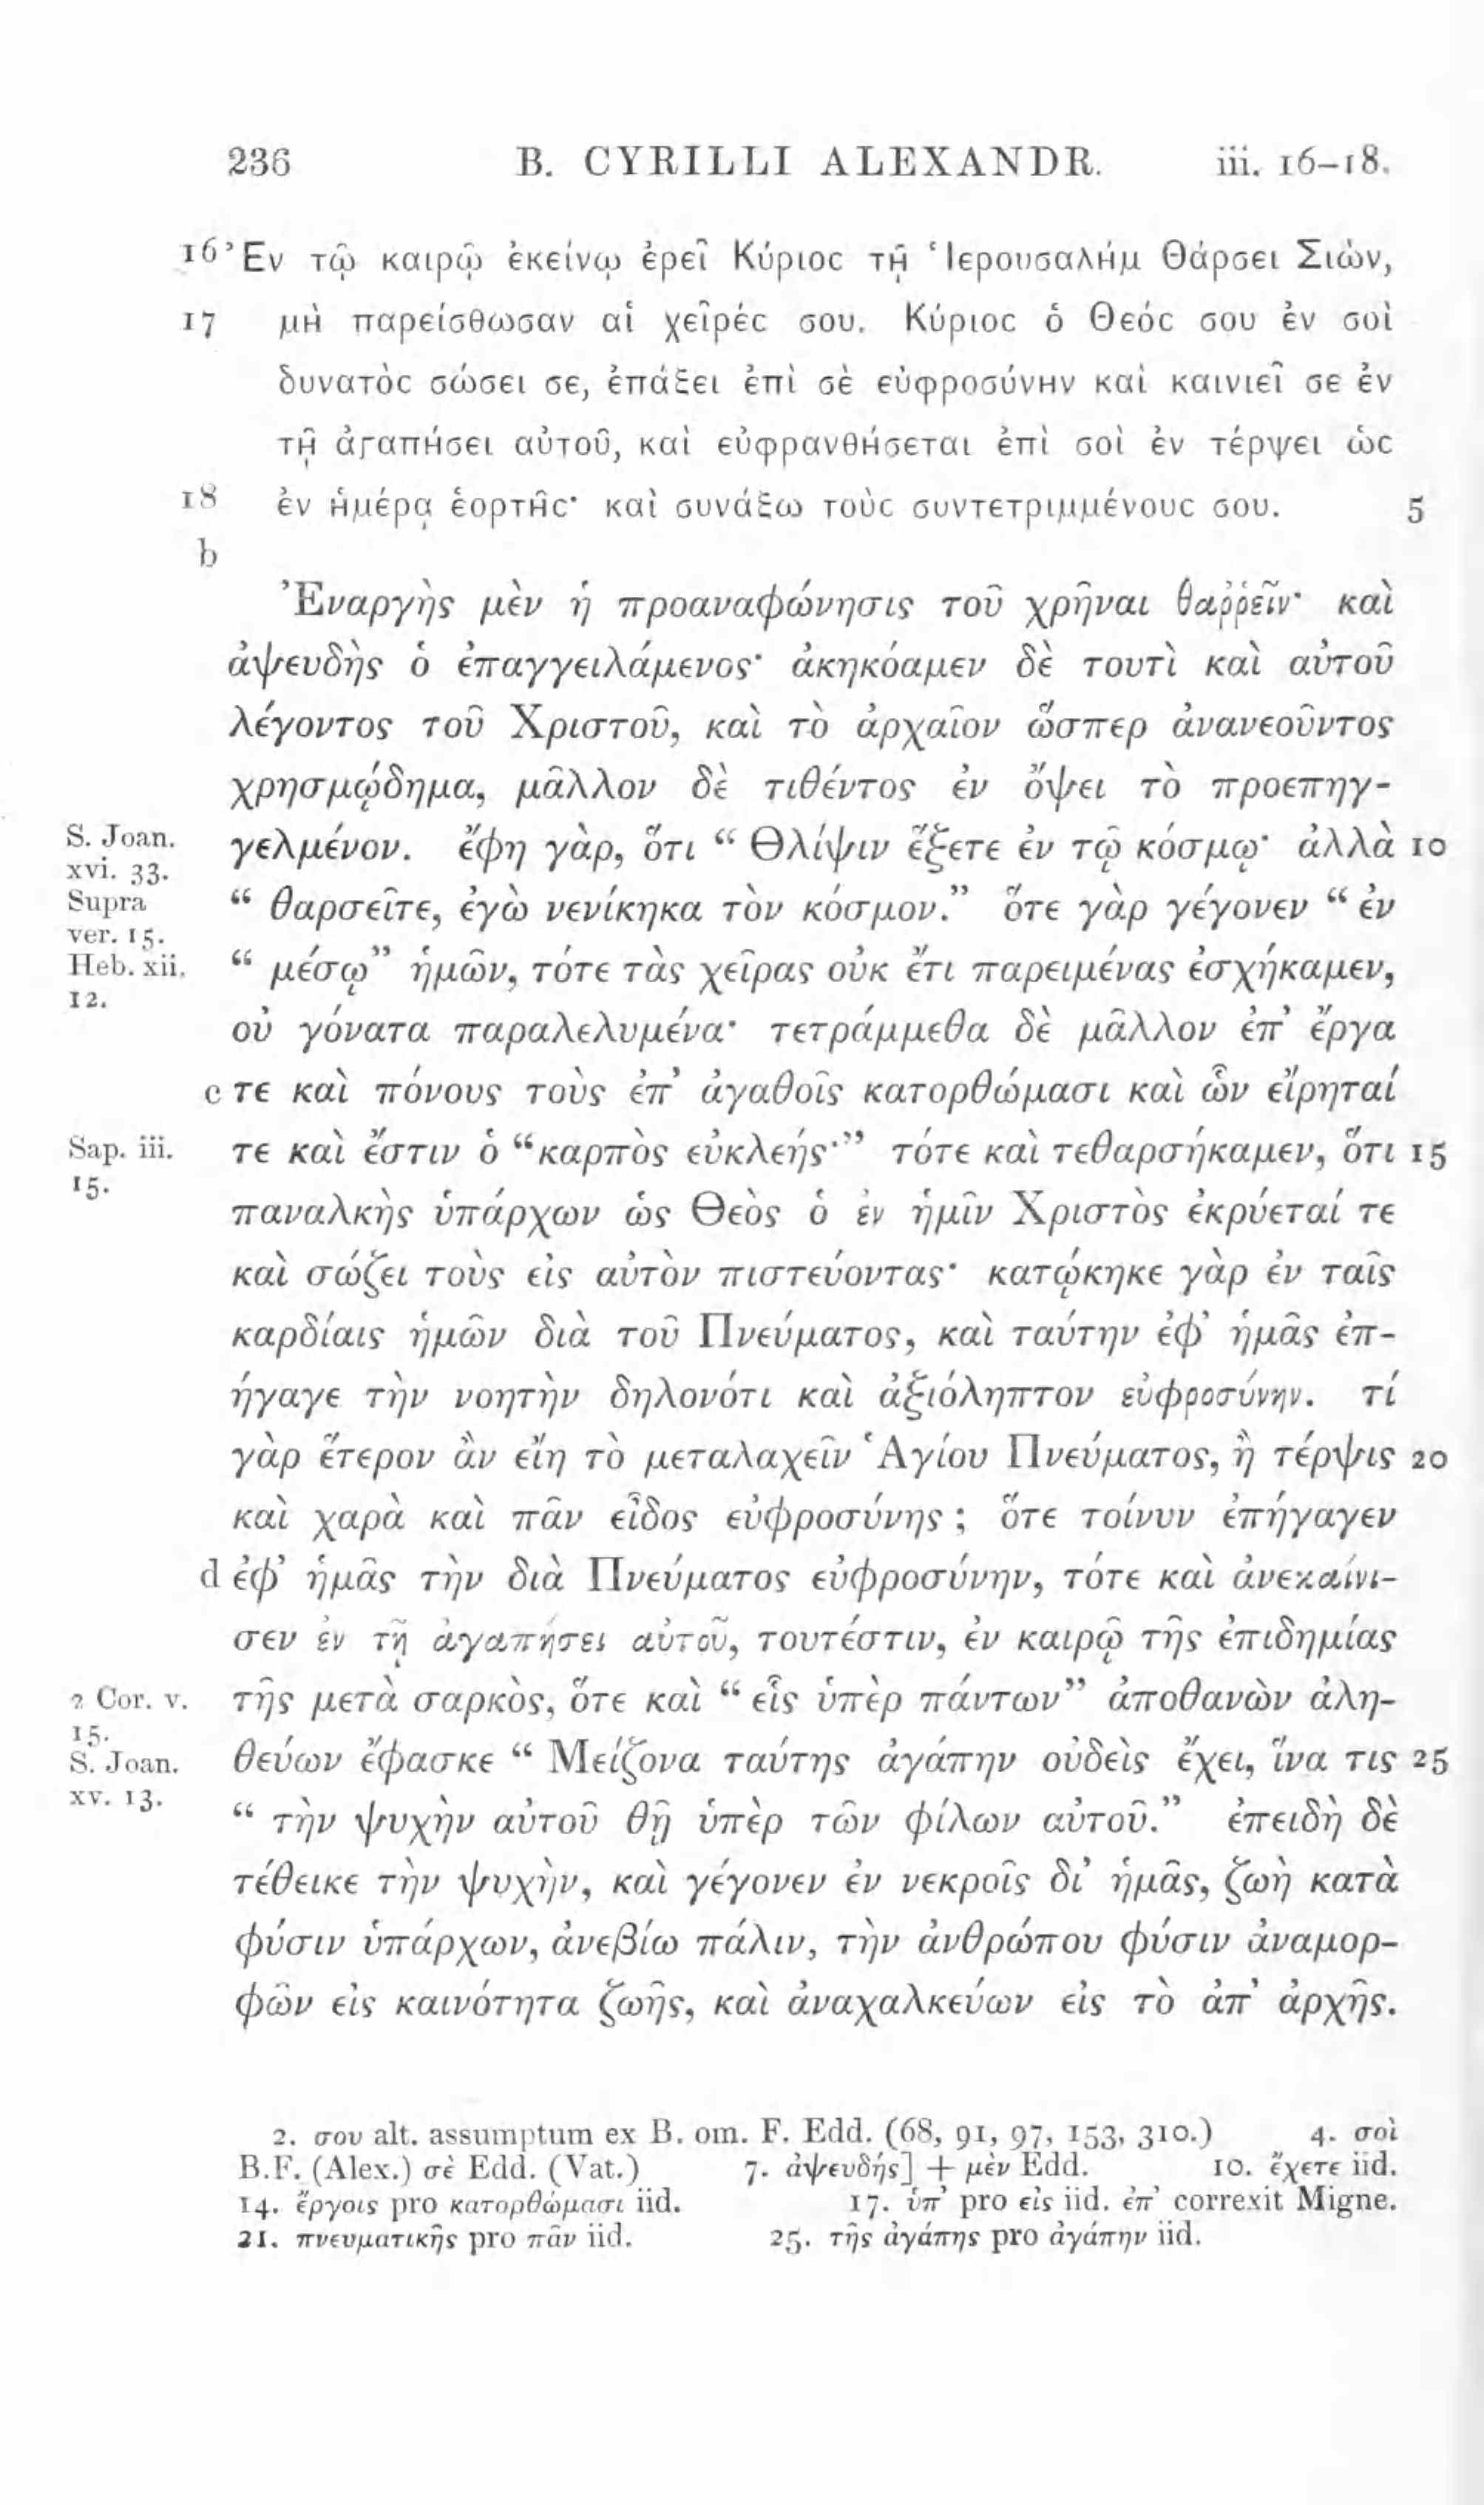 236 B. CYRILLI ALEXANDR. iii. 16–18.
16 Ἐν τῷ καιρῷ ἐκείνῳ ἐρεῖ Κύριος τῇ Ἱερουσαλήμ Θάρσει Σιὼν,
17 μὴ παρείσθωσαν αἱ χεῖρές σου. Κύριος ὁ Θεός σου ἐν σοὶ
δυνατὸς σώσει σε, ἐπάξει ἐπὶ σὲ εὐφροσύνην καὶ καινιεῖ σε ἐν
τῇ ἀγαπήσει αὐτοῦ, καὶ εὐφρανθήσεται ἐπὶ σοὶ ἐν τέρψει ὡς
18 ἐν ἡμέρᾳ ἑορτῆς· καὶ συνάξω τοὺς συντετριμμένους σου. 5
b
Ἐναργὴς μὲν ἡ προαναφώνησις τοῦ χρῆναι θαῤῥεῖν· καὶ
ἀψευδὴς ὁ ἐπαγγειλάμενος· ἀκηκόαμεν δὲ τουτὶ καὶ αὐτοῦ
λέγοντος τοῦ Χριστοῦ, καὶ τὸ ἀρχαῖον ὥσπερ ἀνανεοῦντος
χρησμῴδημα, μᾶλλον δὲ τιθέντος ἐν ὄψει τὸ προεπηγ-
S. Joan. γελμένον. ἔφη γὰρ, ὅτι “ Θλίψιν ἕξετε ἐν τῷ κόσμῳ· ἀλλὰ 10
xvi. 33.
Supra “ θαρσεῖτε, ἐγὼ νενίκηκα τὸν κόσμον.” ὅτε γὰρ γέγονεν “ ἐν
ver. 15.
Heb. xii. “ μέσῳ” ἡμῶν, τότε τὰς χεῖρας οὐκ ἔτι παρειμένας ἐσχήκαμεν,
12.
οὐ γόνατα παραλελυμένα· τετράμμεθα δὲ μᾶλλον ἐπ’ ἔργα
c τε καὶ πόνους τοὺς ἐπ’ ἀγαθοῖς κατορθώμασι καὶ ὧν εἴρηταί
Sap. iii. τε καὶ ἔστιν ὁ “καρπὸς εὐκλεής·” τότε καὶ τεθαρσήκαμεν, ὅτι 15
15.
παναλκὴς ὑπάρχων ὡς Θεὸς ὁ ἐν ἡμῖν Χριστὸς ἐκρύεταί τε
καὶ σώζει τοὺς εἰς αὐτὸν πιστεύοντας· κατῴκηκε γὰρ ἐν ταῖς
καρδίαις ἡμῶν διὰ τοῦ Πνεύματος, καὶ ταύτην ἐφ’ ἡμᾶς ἐπ-
ήγαγε τὴν νοητὴν δηλονότι καὶ ἀξιόληπτον εὐφροσύνην. τί
γὰρ ἕτερον ἂν εἴη τὸ μεταλαχεῖν Ἁγίου Πνεύματος, ἢ τέρψις 20
καὶ χαρὰ καὶ πᾶν εἶδος εὐφροσύνης ; ὅτε τοίνυν ἐπήγαγεν
d ἐφ’ ἡμᾶς τὴν διὰ Πνεύματος εὐφροσύνην, τότε καὶ ἀνεκαίνι-
σεν ἐν τῇ ἀγαπήσει αὐτοῦ, τουτέστιν, ἐν καιρῷ τῆς ἐπιδημίας
2 Cor. v. τῆς μετὰ σαρκὸς, ὅτε καὶ “ εἷς ὑπὲρ πάντων” ἀποθανὼν ἀλη-
15.
S. Joan. θεύων ἔφασκε “ Μείζονα ταύτης ἀγάπην οὐδεὶς ἔχει, ἵνα τις 25
xv. 13.
“ τὴν ψυχὴν αὐτοῦ θῇ ὑπὲρ τῶν φίλων αὐτοῦ.” ἐπειδὴ δὲ
τέθεικε τὴν ψυχὴν, καὶ γέγονεν ἐν νεκροῖς δι’ ἡμᾶς, ζωὴ κατὰ
φύσιν ὑπάρχων, ἀνεβίω πάλιν, τὴν ἀνθρώπου φύσιν ἀναμορ-
φῶν εἰς καινότητα ζωῆς, καὶ ἀναχαλκεύων εἰς τὸ ἀπ’ ἀρχῆς.
2. σου alt. assumptum ex B. om. F. Edd. (68, 91, 97, 153, 310.) 4. σοὶ
B.F. (Alex.) σὲ Edd. (Vat.) 7. ἀψευδής] + μὲν Edd. 10. ἔχετε iid.
14. ἔργοις pro κατορθώμασι iid. 17. ὑπ’ pro εἰς iid. ἐπ’ correxit Migne.
21. πνευματικῆς pro πᾶν iid. 25. τῆς ἀγάπης pro ἀγάπην iid.